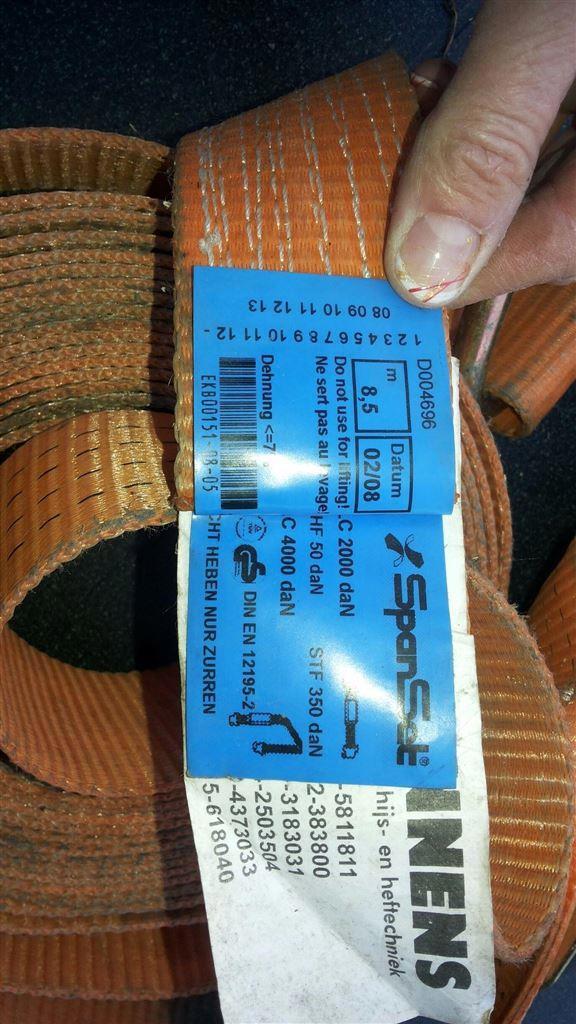 08 09 10 11 12 13
1 2 3 4 5 6 7 8 9 10 11 12 -
D004696
m
8,5
Datum
02/08
Do not use for lifting!
Ne sert pas au
Dehnung <=7
EKB00151-08-05
SpanSet®
C 2000 daN
HF 50 daN
STF 350 daN
C 4000 daN
DIN EN 12195-2
CHT HEBEN NUR ZURREN
NENS
hijs- en heftechniek
-5811811
2-383800
-3183031
-2503504
-4373033
5-618040